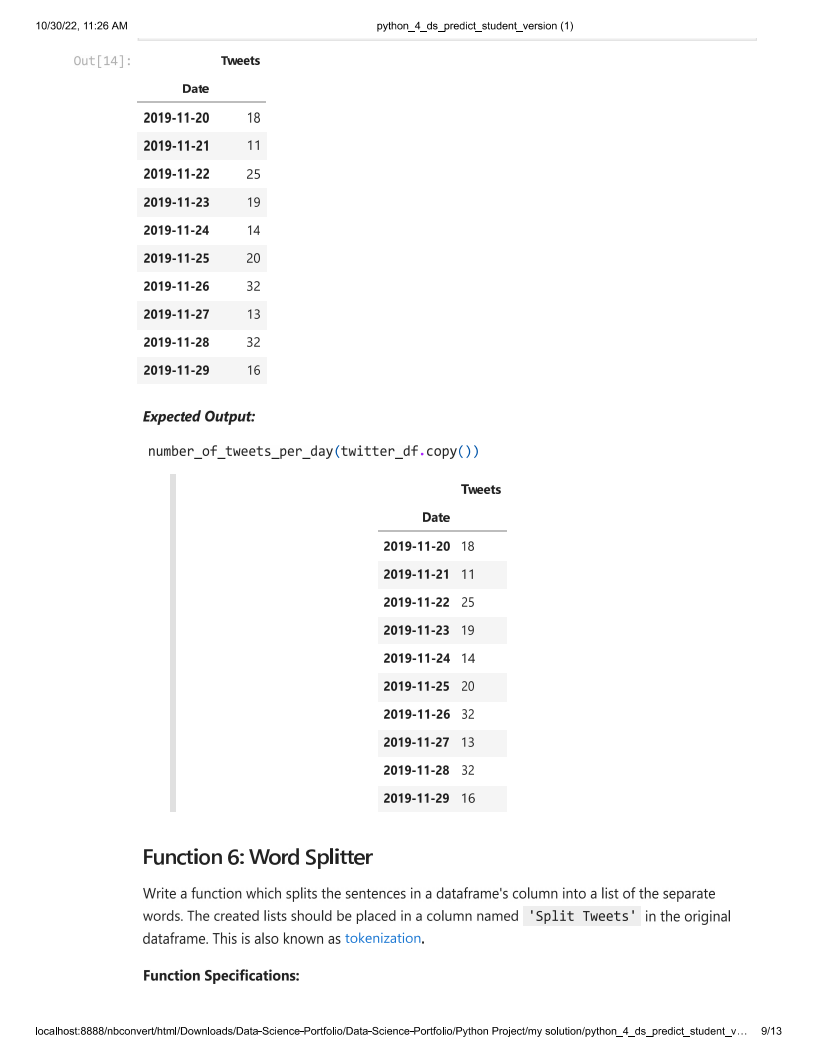 10/30/22, 11:26 AM python_4_ds_predict_student_version (1)
Out[14]: Tweets
Date
2019-11-20 18
2019-11-21 11
2019-11-22 25
2019-11-23 19
2019-11-24 14
2019-11-25 20
2019-11-26 32
2019-11-27 13
2019-11-28 32
2019-11-29 16
Expected Output:
number_of_tweets_per_day(twitter_df.copy())
Tweets
Date
2019-11-20 18
2019-11-21 11
2019-11-22 25
2019-11-23 19
2019-11-24 14
2019-11-25 20
2019-11-26 32
2019-11-27 13
2019-11-28 32
2019-11-29 16
Function 6: Word Splitter
Write a function which splits the sentences in a dataframe's column into a list of the separate
words. The created lists should be placed in a column named 'Split Tweets' in the original
dataframe. This is also known as tokenization.
Function Specifications:
localhost:8888/nbconvert/html/Downloads/Data-Science-Portfolio/Data-Science-Portfolio/Python Project/my solution/python_4_ds_predict_student_v… 9/13